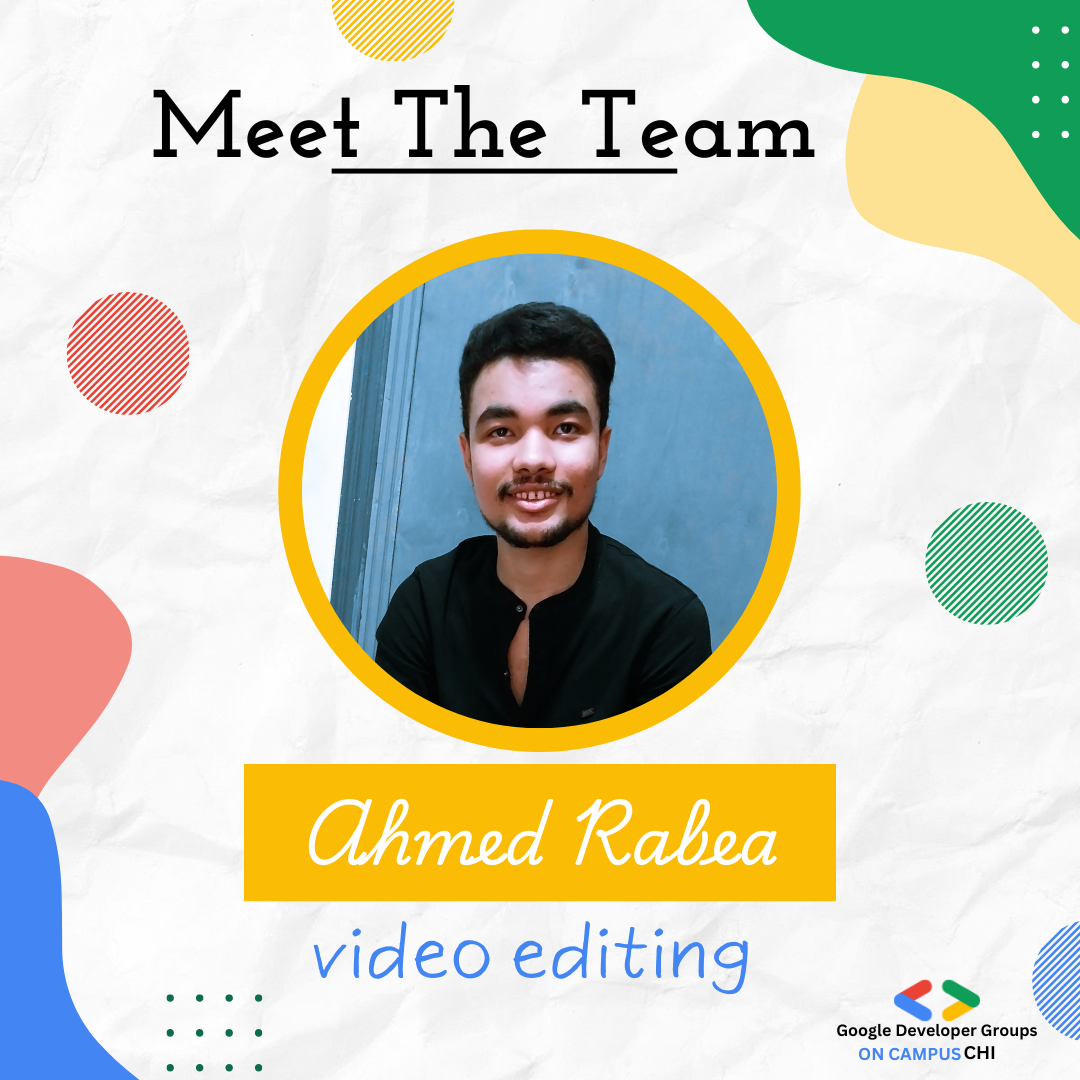 Meet The Team
Ahmed Rabea
video editing
Google Developer Groups
ON CAMPUS CHI